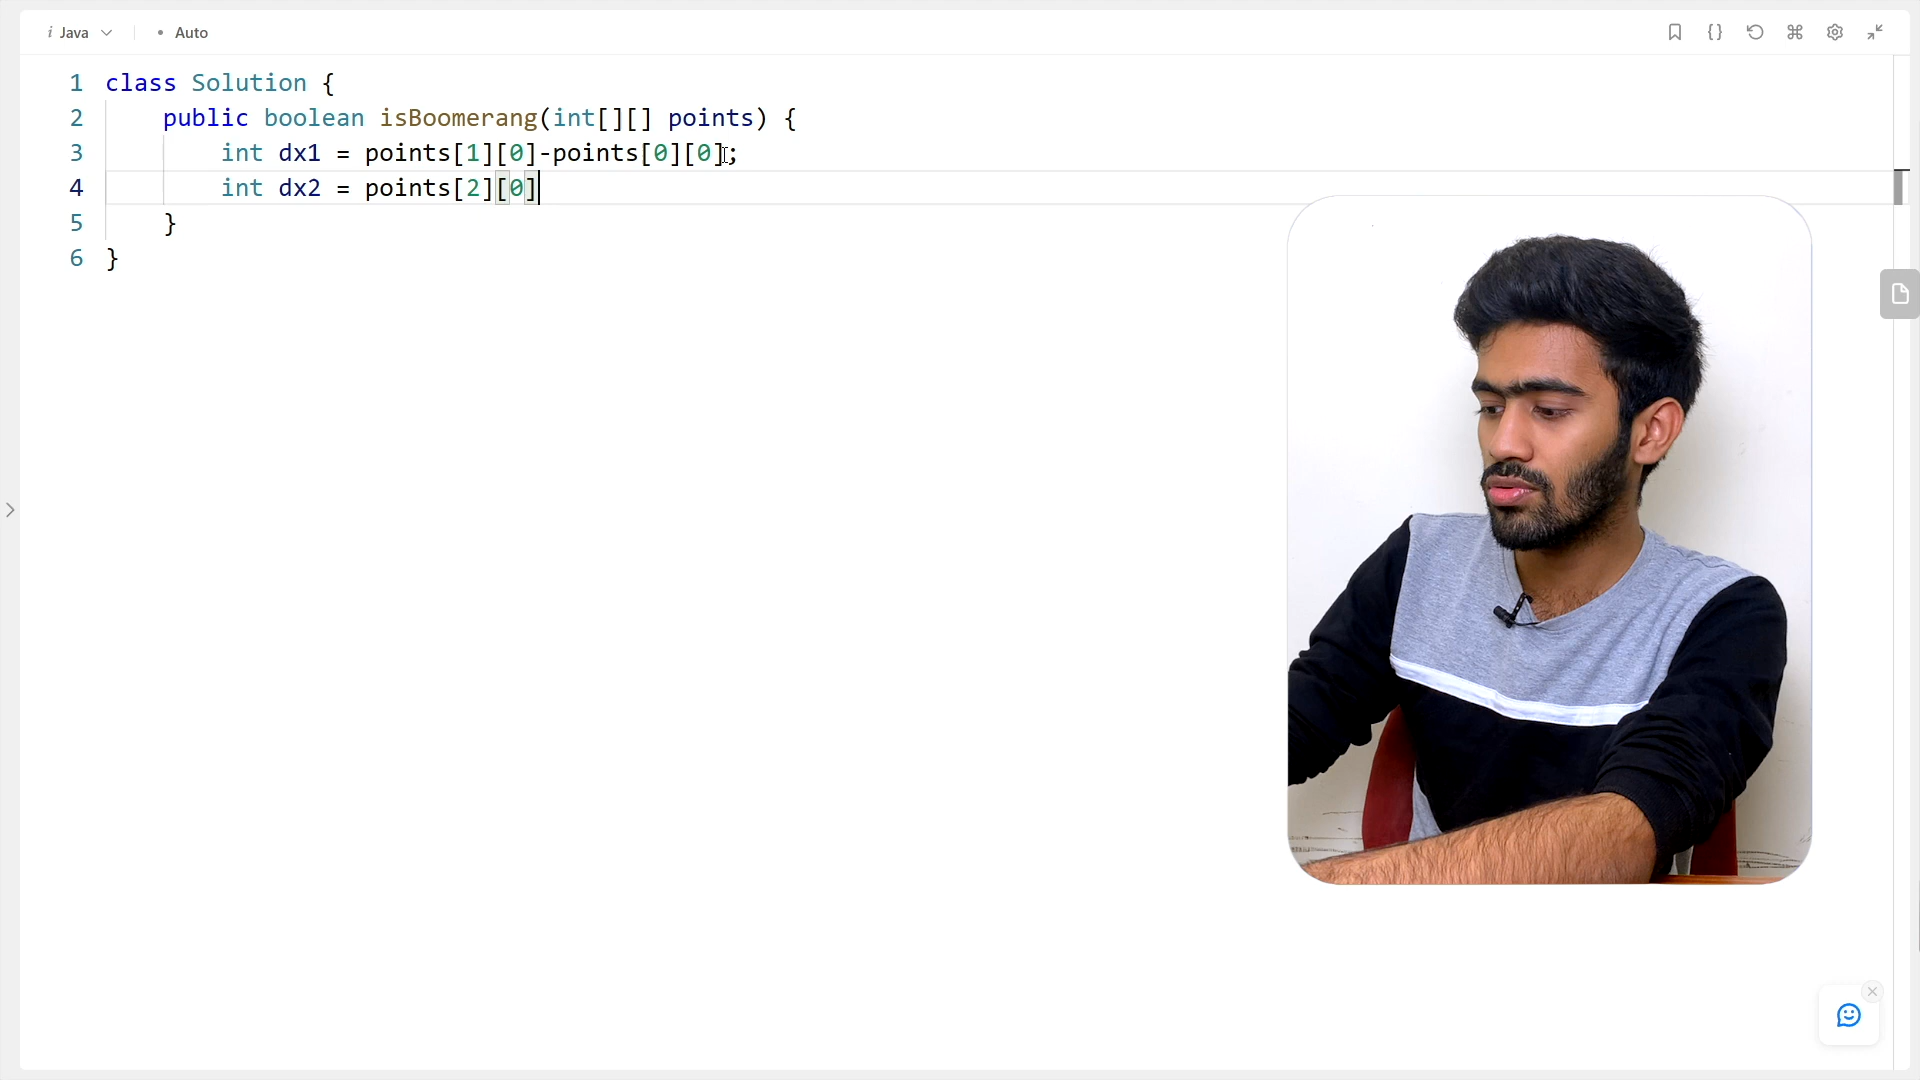 i Java • Auto
1 class Solution {
2 public boolean isBoomerang(int[][] points) {
3 int dx1 = points[1][0]-points[0][0];
4 int dx2 = points[2][0]
5 }
6 }